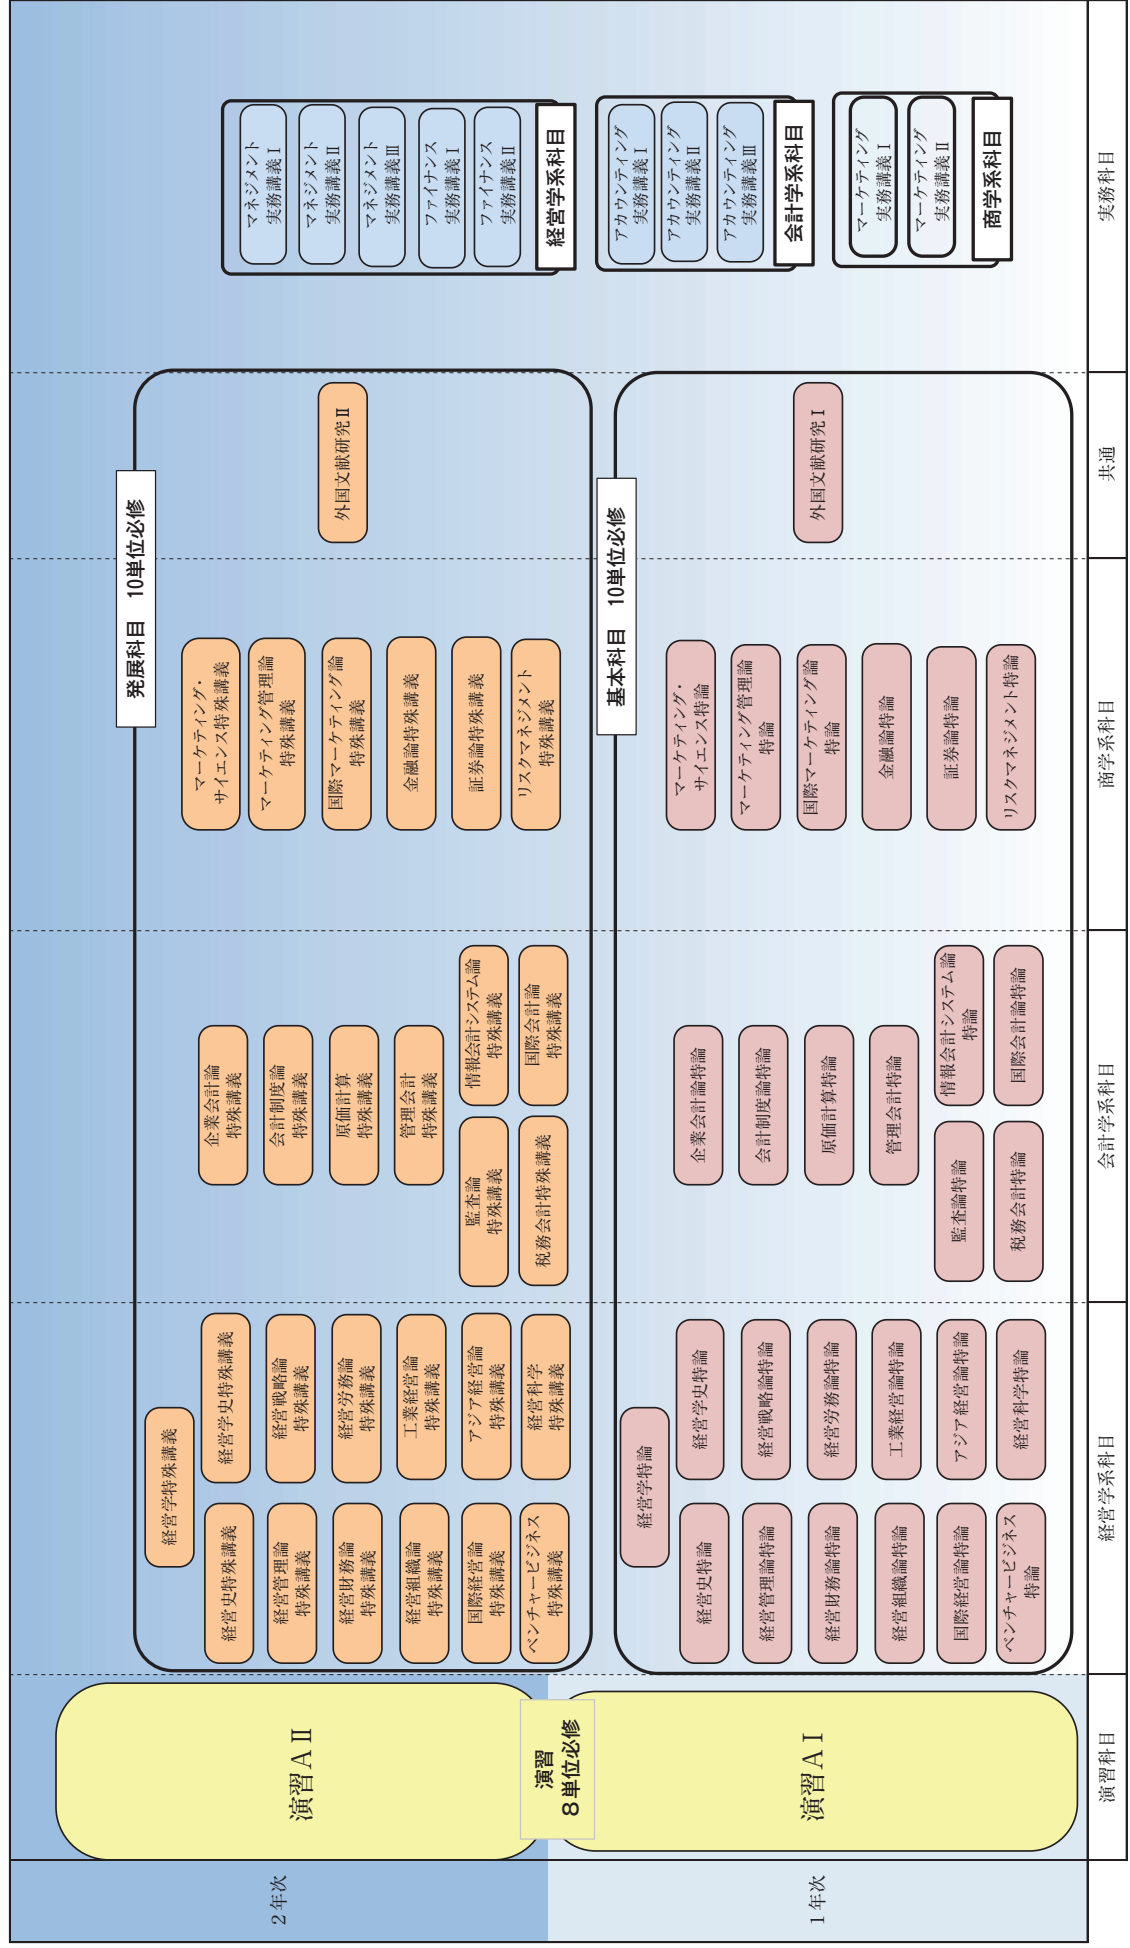 2年次
1年次
演習AⅡ
演習
8単位必修
演習AⅠ
発展科目　10単位必修
経営学特殊講義
経営史特殊講義
経営学史特殊講義
経営管理論
特殊講義
経営戦略論
特殊講義
経営財務論
特殊講義
経営労務論
特殊講義
経営組織論
特殊講義
工業経営論
特殊講義
国際経営論
特殊講義
アジア経営論
特殊講義
ベンチャービジネス
特殊講義
経営科学
特殊講義
企業会計論
特殊講義
会計制度論
特殊講義
原価計算
特殊講義
管理会計
特殊講義
監査論
特殊講義
情報会計システム論
特殊講義
税務会計特殊講義
国際会計論
特殊講義
マーケティング・
サイエンス特殊講義
マーケティング管理論
特殊講義
国際マーケティング論
特殊講義
金融論特殊講義
証券論特殊講義
リスクマネジメント
特殊講義
外国文献研究Ⅱ
基本科目　10単位必修
経営学特論
経営史特論
経営学史特論
経営管理論特論
経営戦略論特論
経営財務論特論
経営労務論特論
経営組織論特論
工業経営論特論
国際経営論特論
アジア経営論特論
ベンチャービジネス
特論
経営科学特論
企業会計論特論
会計制度論特論
原価計算特論
管理会計特論
監査論特論
情報会計システム論
特論
税務会計特論
国際会計論特論
マーケティング・
サイエンス特論
マーケティング管理論
特論
国際マーケティング論
特論
金融論特論
証券論特論
リスクマネジメント特論
外国文献研究Ⅰ
マネジメント
実務講義Ⅰ
マネジメント
実務講義Ⅱ
マネジメント
実務講義Ⅲ
ファイナンス
実務講義Ⅰ
ファイナンス
実務講義Ⅱ
経営学系科目
アカウンティング
実務講義Ⅰ
アカウンティング
実務講義Ⅱ
アカウンティング
実務講義Ⅲ
会計学系科目
マーケティング
実務講義Ⅰ
マーケティング
実務講義Ⅱ
商学系科目
演習科目
経営学系科目
会計学系科目
商学系科目
共通
実務科目